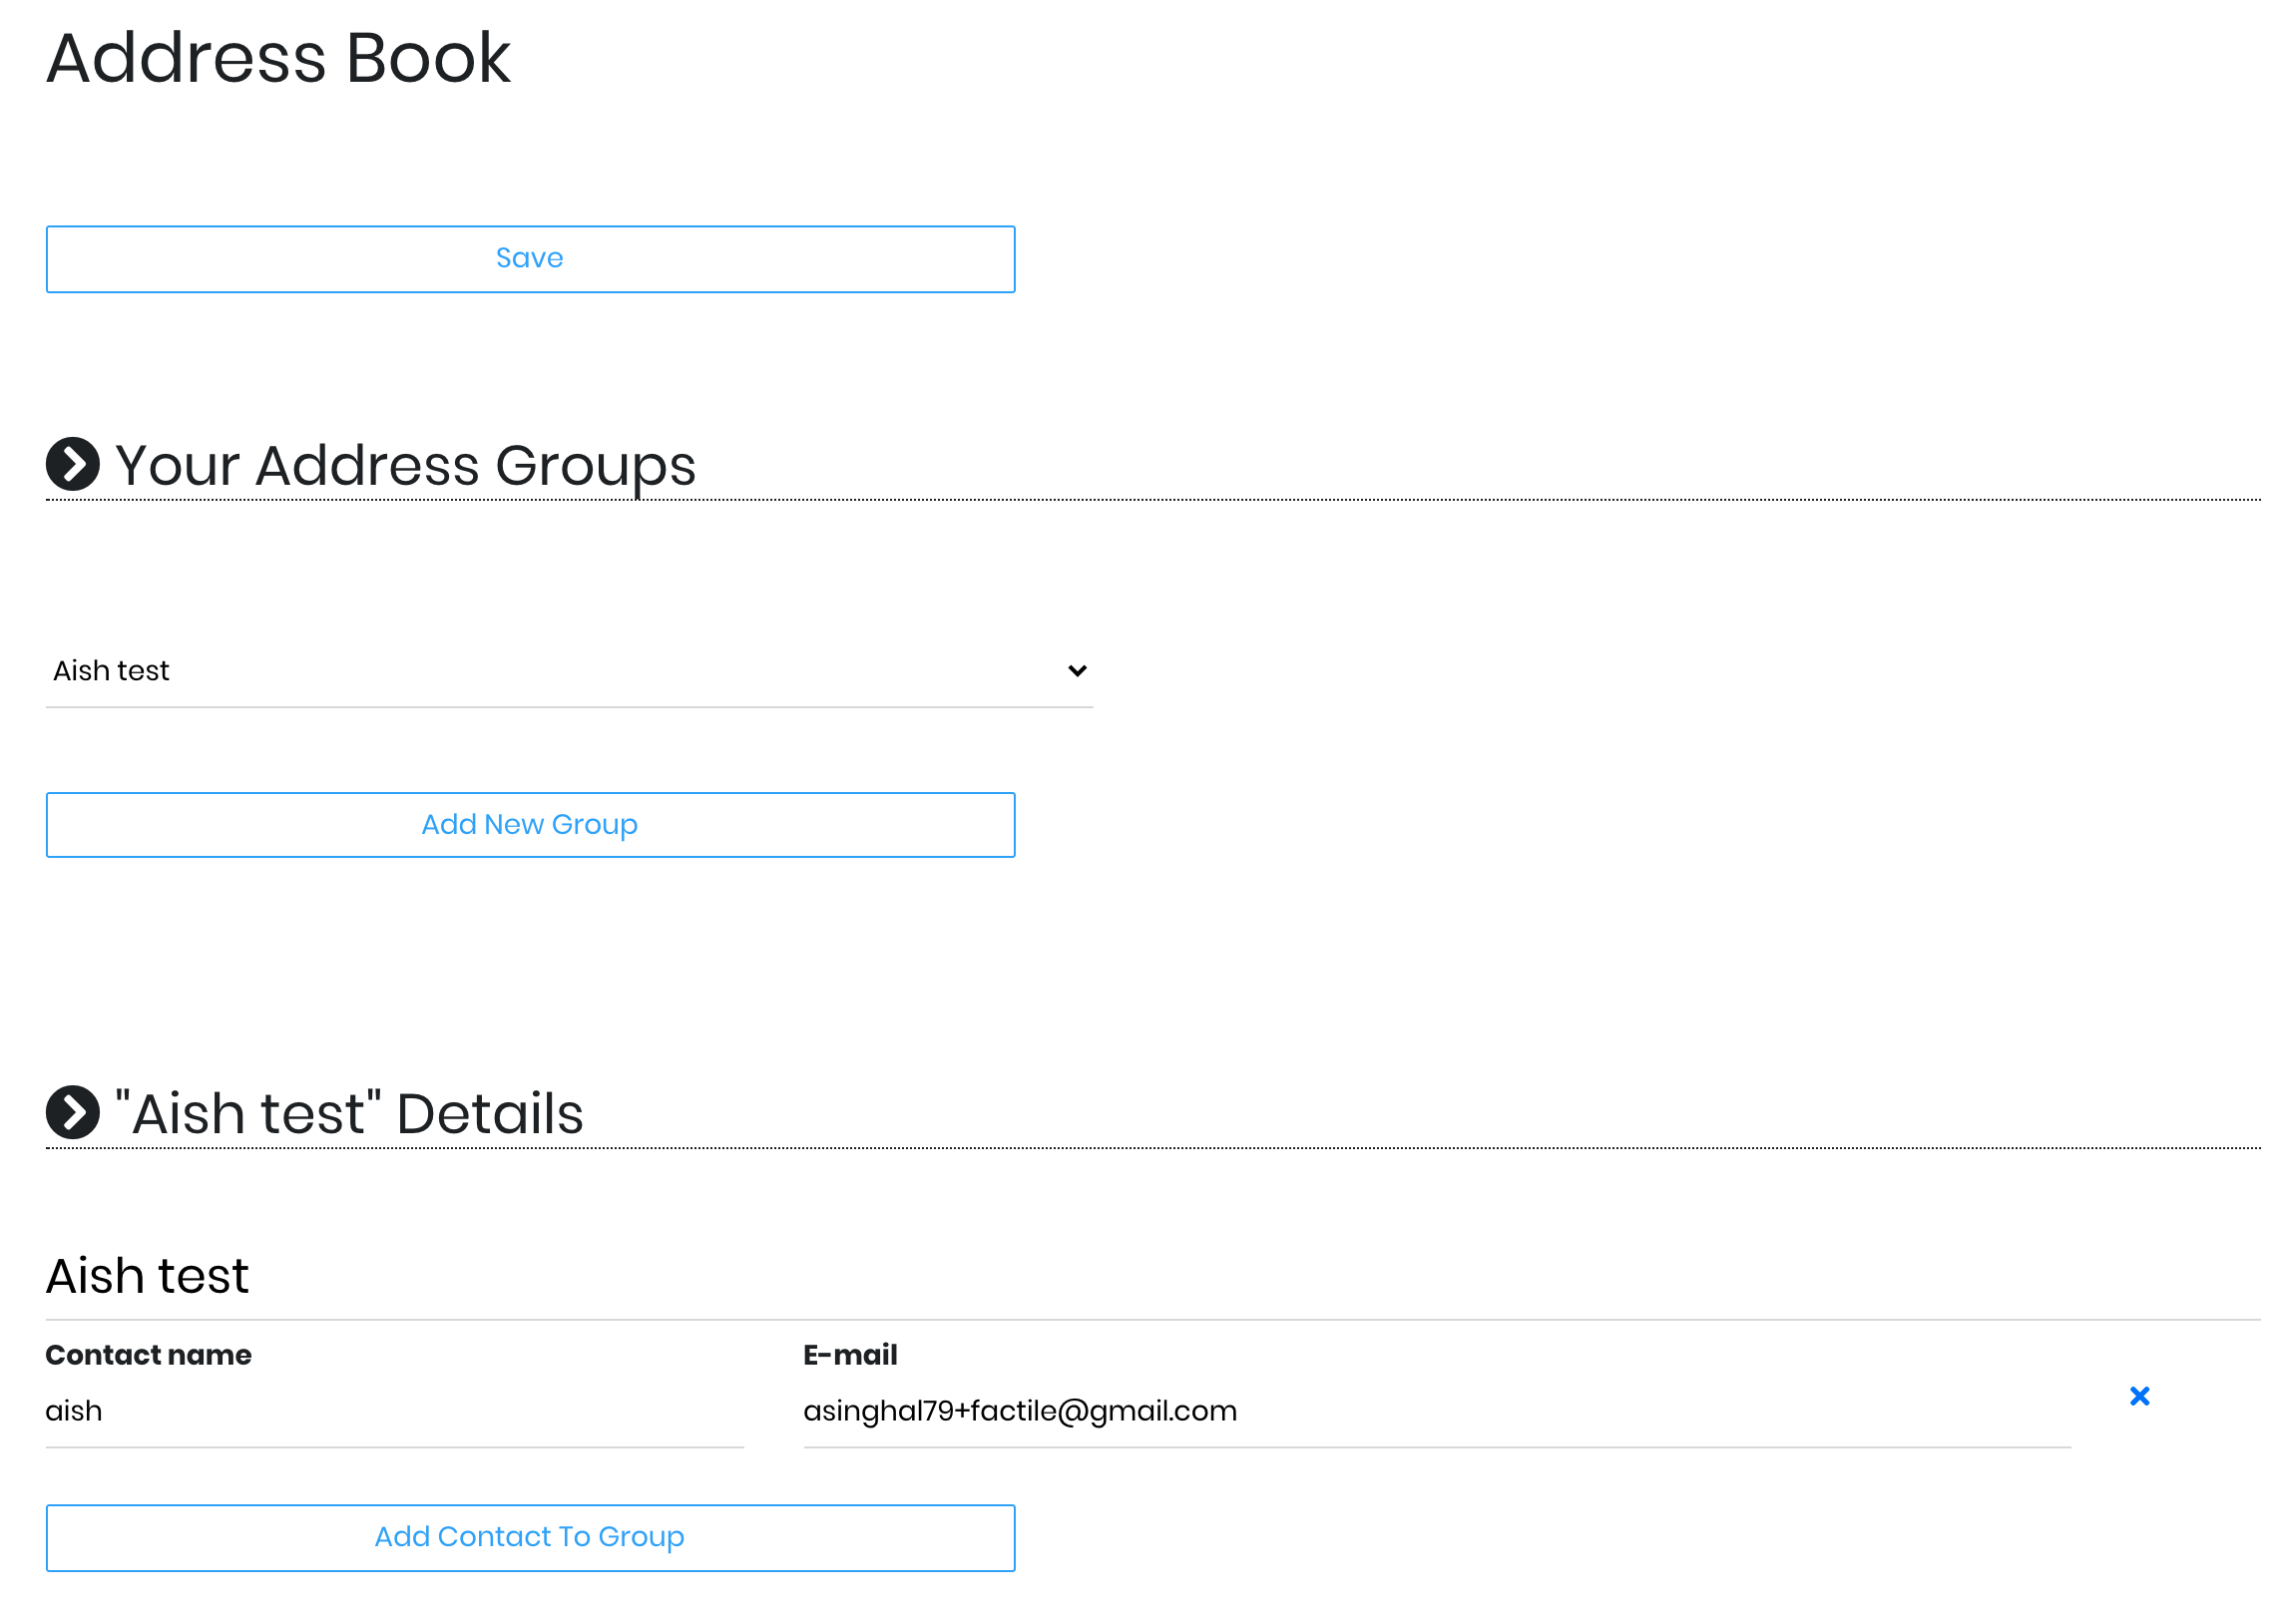 Address Book
Save
Your Address Groups
Aish test
Add New Group
"Aish test" Details
Aish test
Contact name E-mail
aish asinghal79+factile@gmail.com
Add Contact To Group